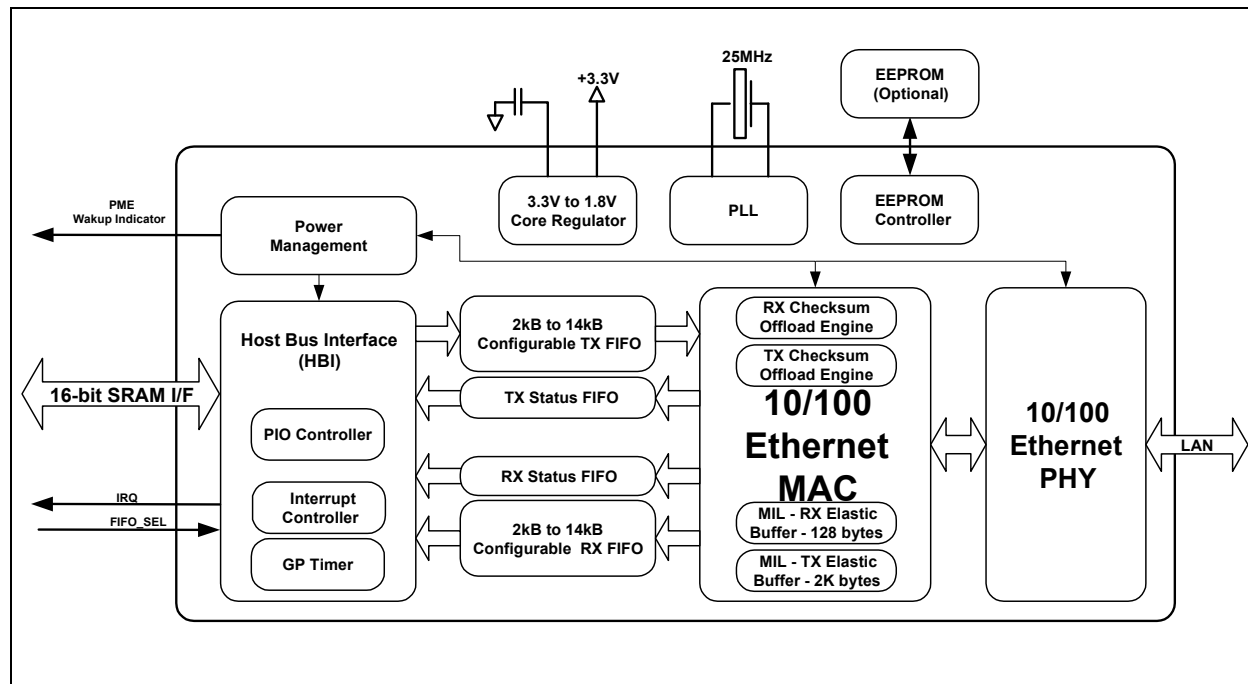 25MHz
+3.3V
EEPROM
(Optional)
3.3V to 1.8V
Core Regulator
PLL
EEPROM
Controller
PME
Wakup Indicator
Power
Management
Host Bus Interface
(HBI)
2kB to 14kB
Configurable TX FIFO
RX Checksum
Offload Engine
TX Checksum
Offload Engine
16-bit SRAM I/F
TX Status FIFO
10/100
Ethernet
MAC
10/100
Ethernet
PHY
LAN
PIO Controller
RX Status FIFO
IRQ
FIFO_SEL
Interrupt
Controller
GP Timer
2kB to 14kB
Configurable RX FIFO
MIL - RX Elastic
Buffer - 128 bytes
MIL - TX Elastic
Buffer - 2K bytes